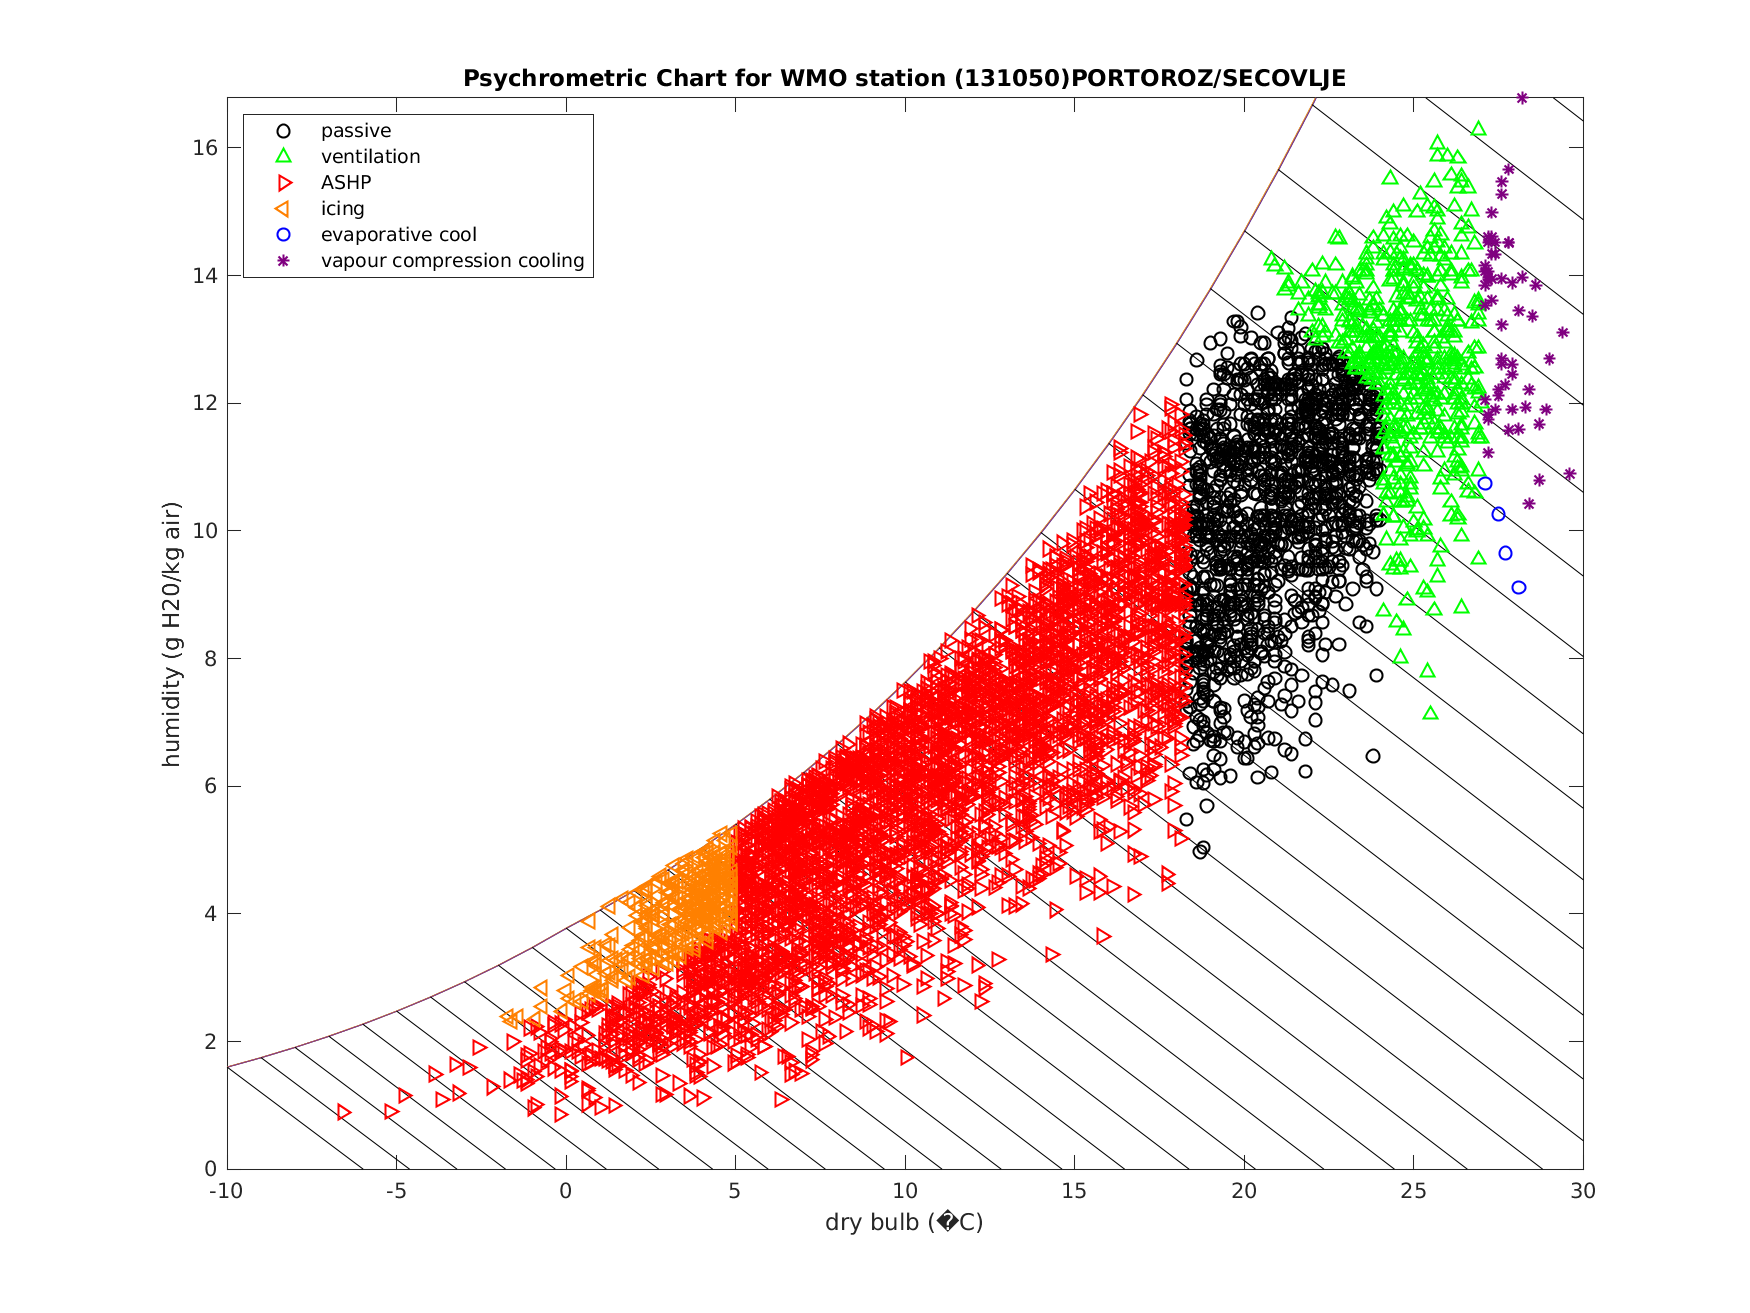 Psychrometric Chart for WMO station (131050)PORTOROZ/SECOVLJE
passive
ventilation
ASHP
icing
evaporative cool
vapour compression cooling
humidity (g H20/kg air)
16
14
12
10
8
6
4
2
0
-10 -5 0 5 10 15 20 25 30
dry bulb (�C)